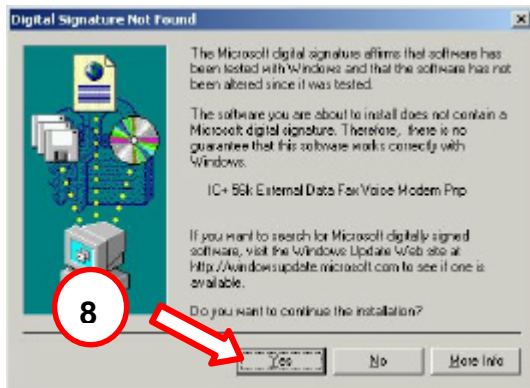 Digital Signature Not Found
The Microsoft digital signature affirms that software has
been tested with Windows and that the software has not
been altered since it was tested.
The software you are about to install does not contain a
Microsoft digital signature. Therefore, there is no
guarantee that this software works correctly with
Windows.
IC+ 56k External Data Fax Voice Modem Pnp
If you want to search for Microsoft digitally signed
software, visit the Windows Update Web site at
http://windowsupdate.microsoft.com to see if one is
available.
Do you want to continue the installation?
8
Yes No More Info